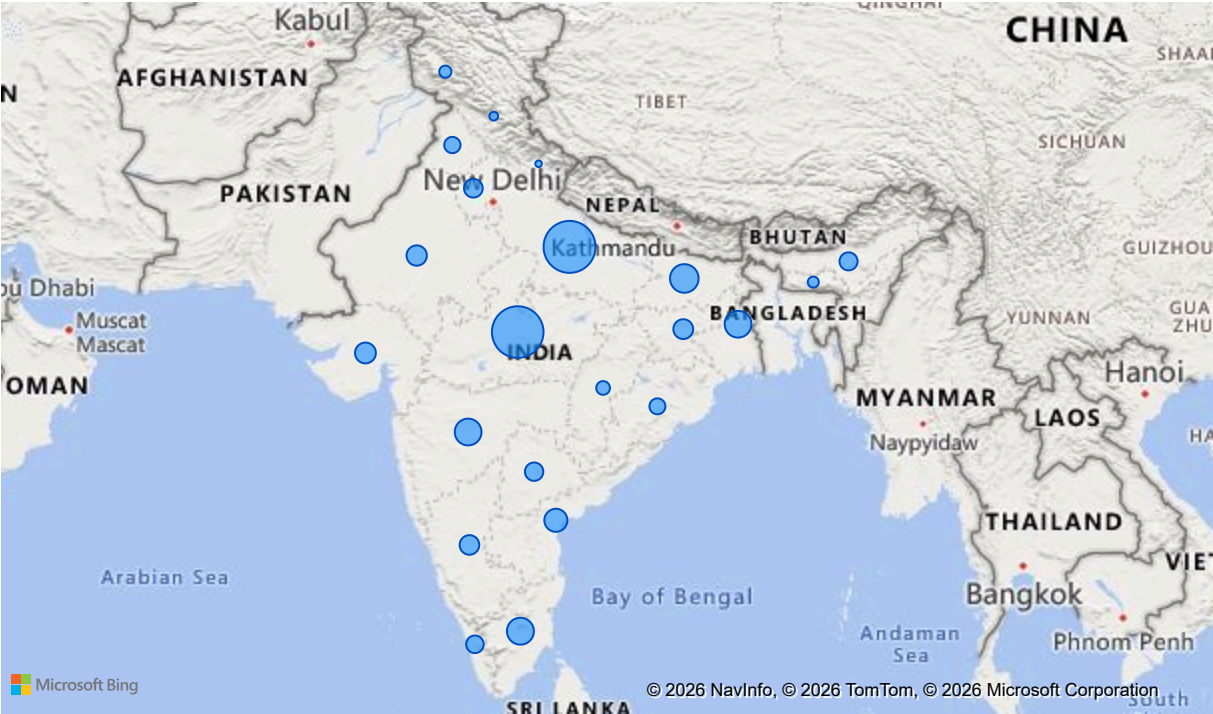 QINGHAI
Kabul
CHINA
AFGHANISTAN
SHAA
N
TIBET
SICHUAN
New Delhi
PAKISTAN
NEPAL
BHUTAN
Kathmandu
GUIZHOU
bu Dhabi
Muscat
Mascat
BANGLADESH
YUNNAN
GUA
ZHU
INDIA
Hanoi
OMAN
MYANMAR
LAOS
HA
Naypyidaw
THAILAND
VIET
Arabian Sea
Bay of Bengal
Bangkok
Andaman
Sea
Phnom Penh
Microsoft Bing
© 2026 NavInfo, © 2026 TomTom, © 2026 Microsoft Corporation
South
SRI LANKA